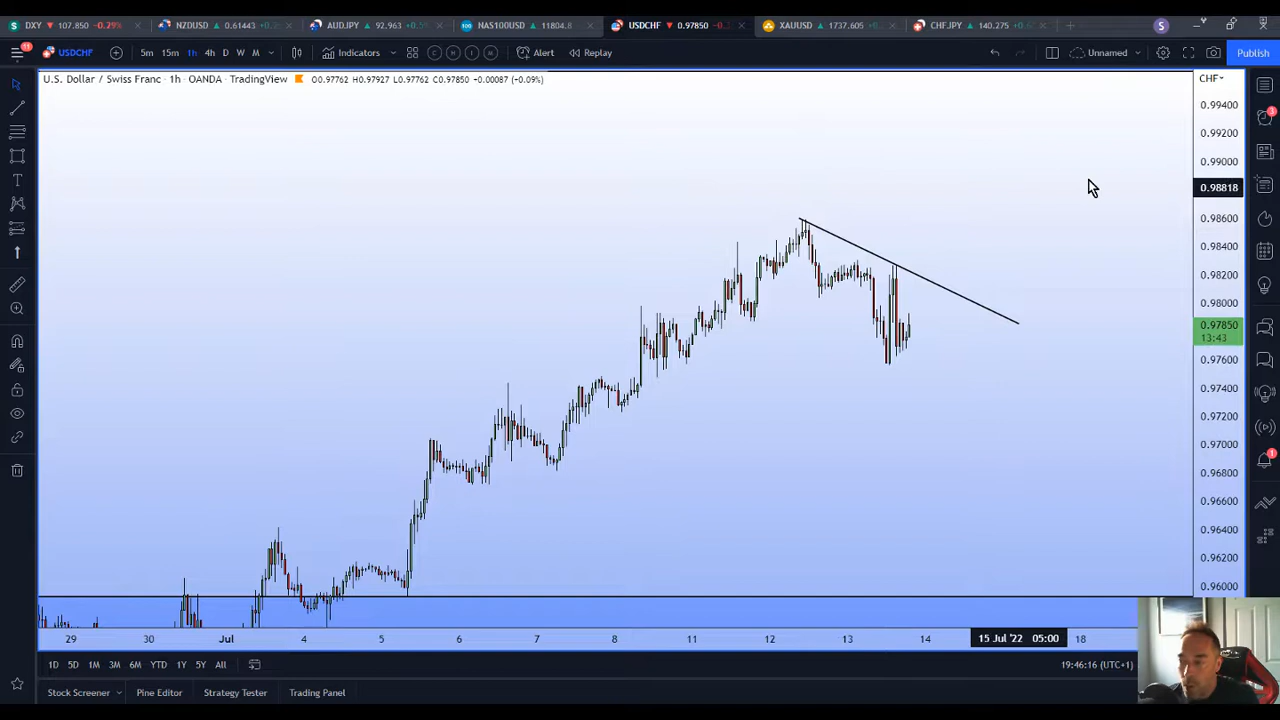 DXY 107.850 −0.29%
NZDUSD 0.61443
AUDJPY 92.963
NAS100USD 11804.8
USDCHF 0.97850
XAUUSD 1737.605
CHFJPY 140.275
11
USDCHF 5m 15m 1h 4h D W M Indicators C H I M Alert Replay Unnamed Publish
U.S. Dollar / Swiss Franc · 1h · OANDA · TradingView O0.97762 H0.97927 L0.97762 C0.97850 −0.00087 (−0.09%)
CHF
0.99400
0.99200
0.99000
0.98818
0.98600
0.98400
0.98200
0.98000
0.97850
13:43
0.97600
0.97400
0.97200
0.97000
0.96800
0.96600
0.96400
0.96200
0.96000
3
1
29 30 Jul 4 5 6 7 8 11 12 13 14 15 Jul '22 05:00 18
1D 5D 1M 3M 6M YTD 1Y 5Y All 19:46:16 (UTC+1)
Stock Screener Pine Editor Strategy Tester Trading Panel